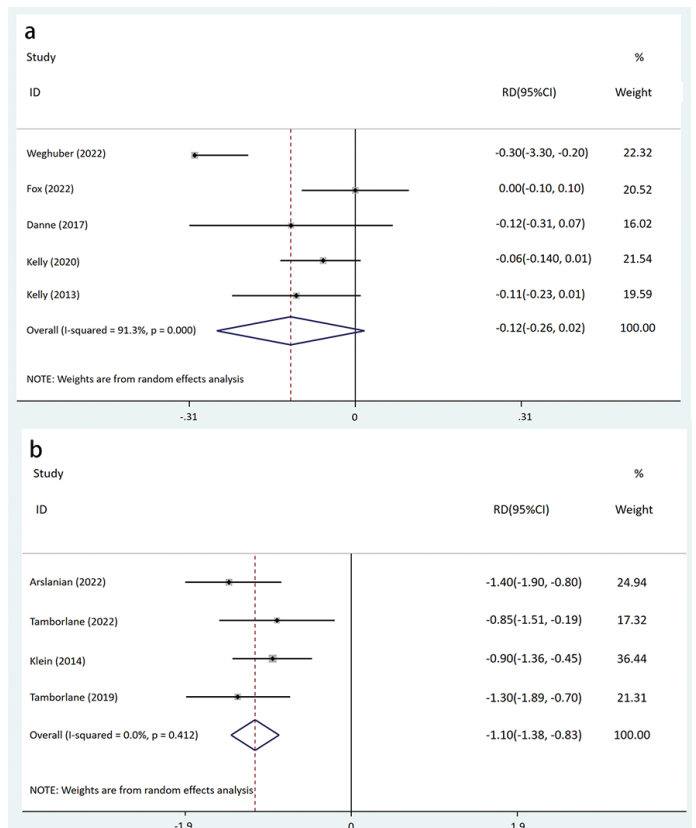 a
Study %
ID RD(95%CI) Weight
Weghuber (2022) -0.30(-3.30, -0.20) 22.32
Fox (2022) 0.00(-0.10, 0.10) 20.52
Danne (2017) -0.12(-0.31, 0.07) 16.02
Kelly (2020) -0.06(-0.140, 0.01) 21.54
Kelly (2013) -0.11(-0.23, 0.01) 19.59
Overall (I-squared = 91.3%, p = 0.000) -0.12(-0.26, 0.02) 100.00
NOTE: Weights are from random effects analysis
-.31 0 .31
b
Study %
ID RD(95%CI) Weight
Arslanian (2022) -1.40(-1.90, -0.80) 24.94
Tamborlane (2022) -0.85(-1.51, -0.19) 17.32
Klein (2014) -0.90(-1.36, -0.45) 36.44
Tamborlane (2019) -1.30(-1.89, -0.70) 21.31
Overall (I-squared = 0.0%, p = 0.412) -1.10(-1.38, -0.83) 100.00
NOTE: Weights are from random effects analysis
-1.9 0 1.9